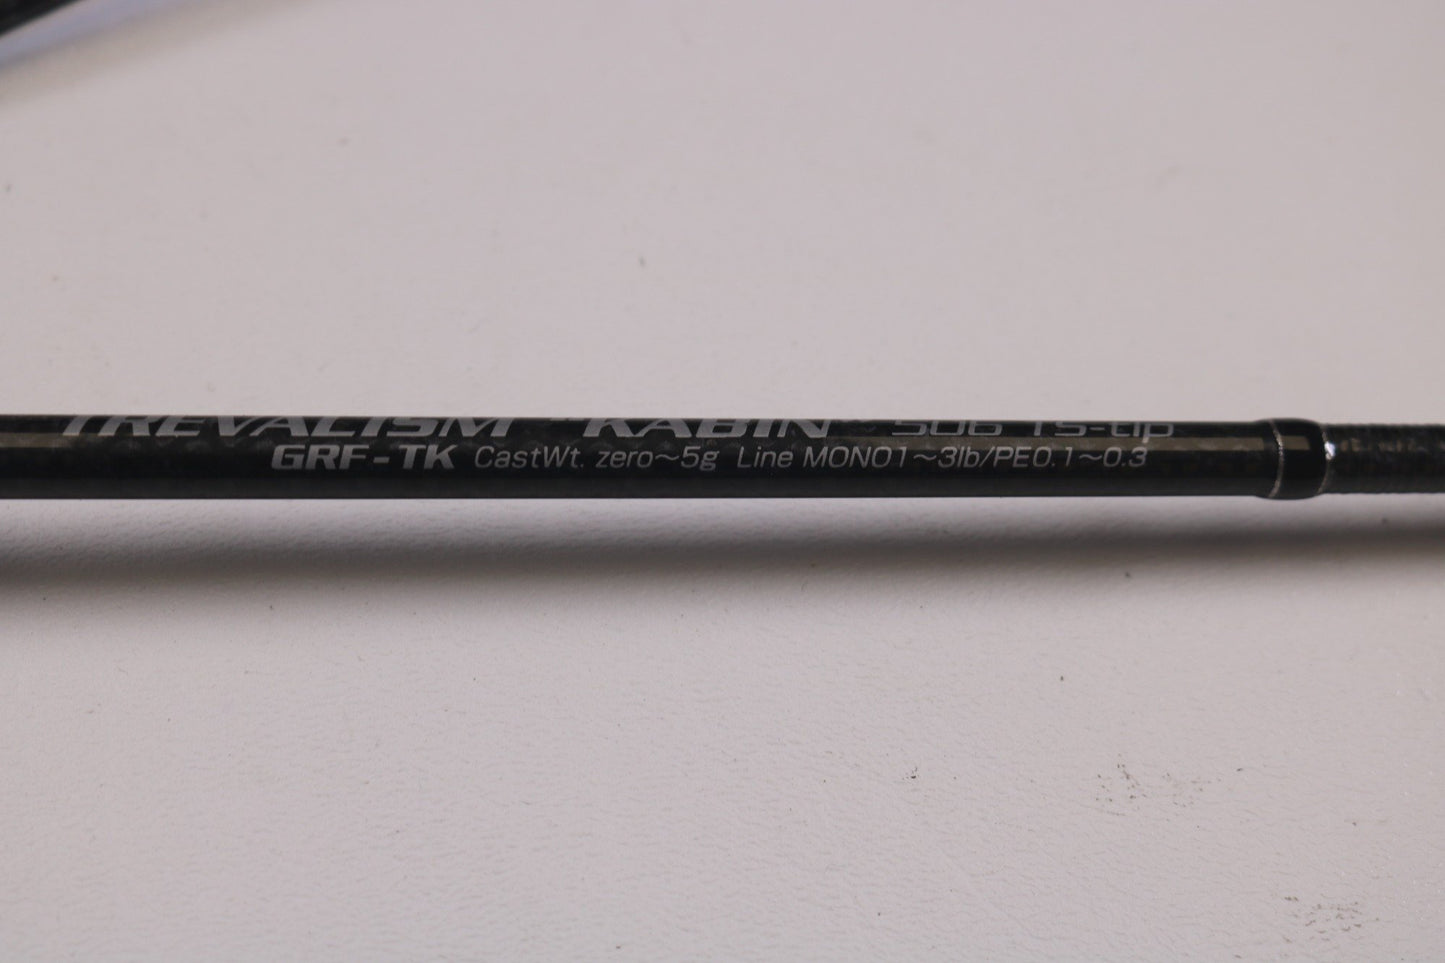 TREVALISM "KABIN" 506 TS-tip
GRF-TK CastWt. zero~5g Line MONO1~3lb/PE0.1~0.3